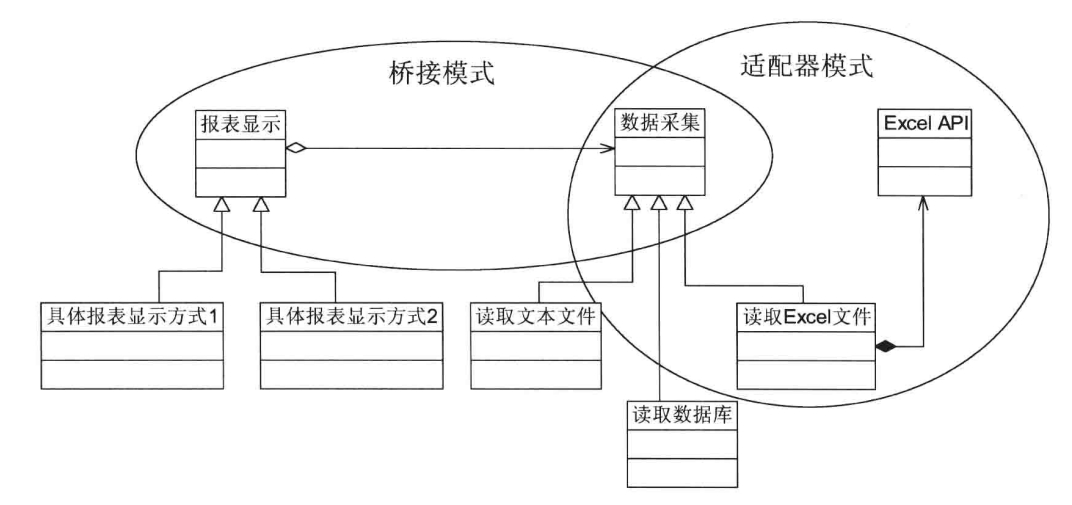 桥接模式
适配器模式
报表显示
数据采集
Excel API
具体报表显示方式1
具体报表显示方式2
读取文本文件
读取Excel文件
读取数据库